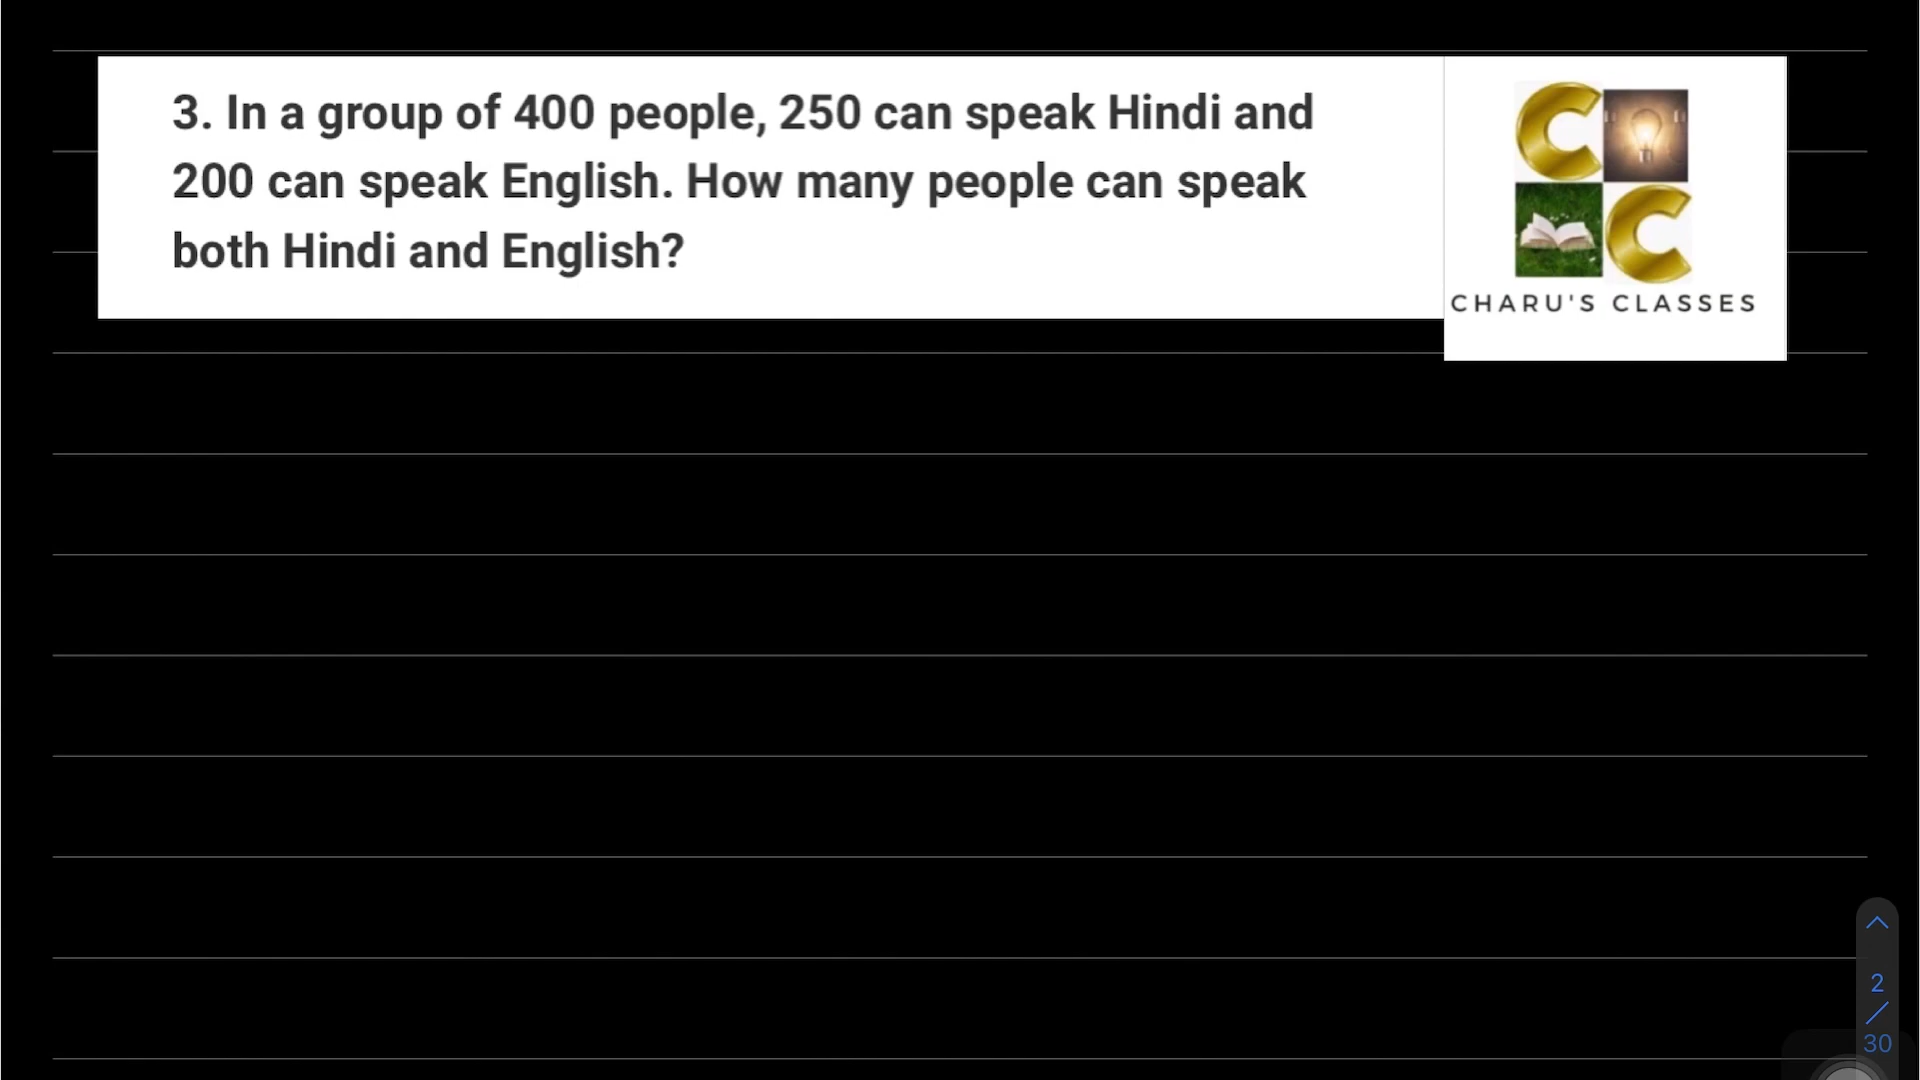 3. In a group of 400 people, 250 can speak Hindi and
200 can speak English. How many people can speak
both Hindi and English?
CHARU'S CLASSES
2
/
30